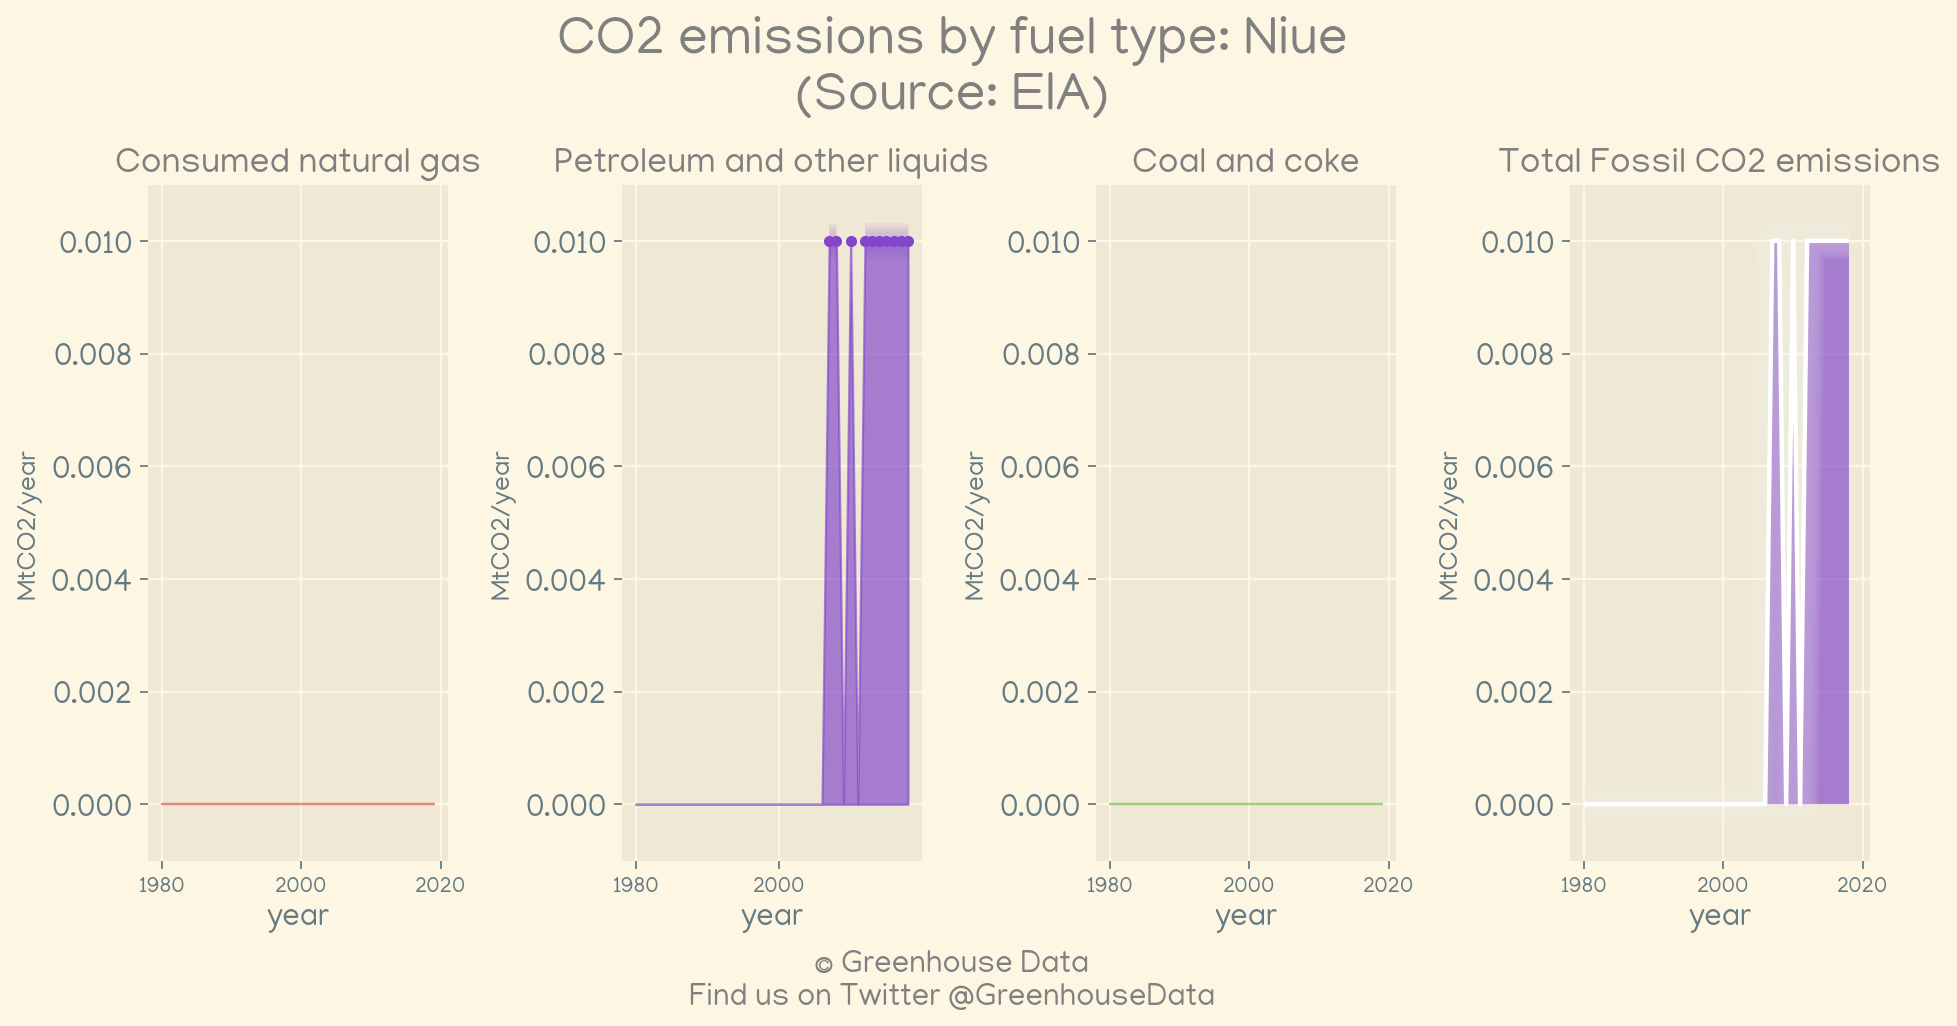 CO2 emissions by fuel type: Niue
(Source: EIA)
Consumed natural gas
Petroleum and other liquids
Coal and coke
Total Fossil CO2 emissions
MtCO2/year
0.010
0.008
0.006
0.004
0.002
0.000
1980
2000
2020
year
MtCO2/year
0.010
0.008
0.006
0.004
0.002
0.000
1980
2000
year
MtCO2/year
0.010
0.008
0.006
0.004
0.002
0.000
1980
2000
2020
year
MtCO2/year
0.010
0.008
0.006
0.004
0.002
0.000
1980
2000
2020
year
© Greenhouse Data
Find us on Twitter @GreenhouseData